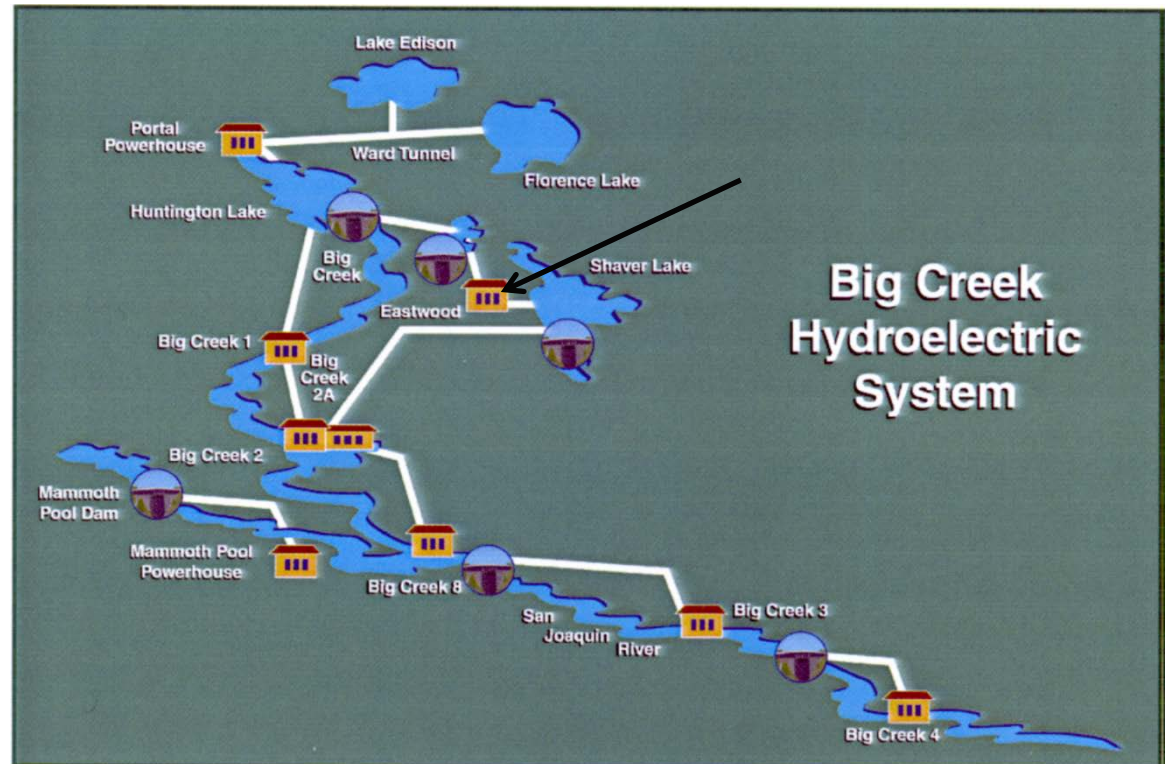 Lake Edison
Portal
Powerhouse
Ward Tunnel
Florence Lake
Huntington Lake
Big
Creek
Shaver Lake
Eastwood
Big Creek
Hydroelectric
System
Big Creek 1
Big
Creek
2A
Big Creek 2
Mammoth
Pool Dam
Mammoth Pool
Powerhouse
Big Creek 8
San
Joaquin
River
Big Creek 3
Big Creek 4